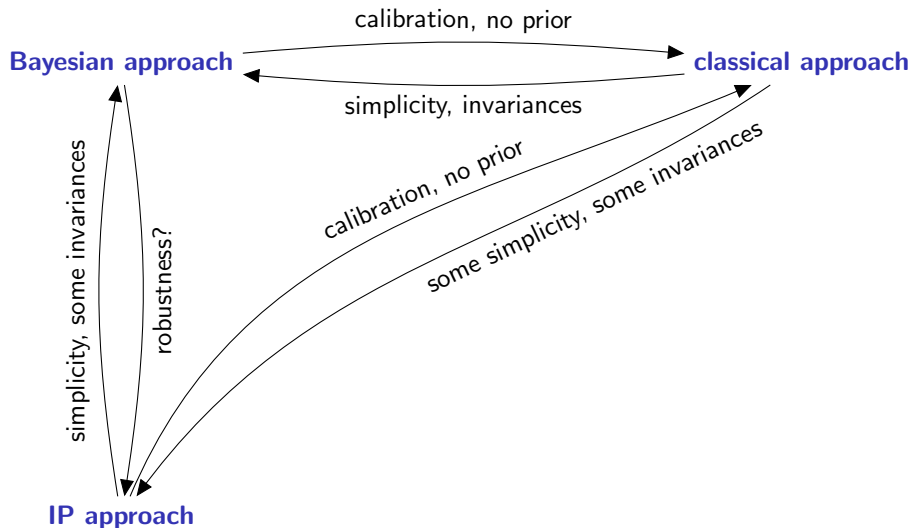 calibration, no prior
Bayesian approach
classical approach
simplicity, invariances
simplicity, some invariances
robustness?
calibration, no prior
some simplicity, some invariances
IP approach